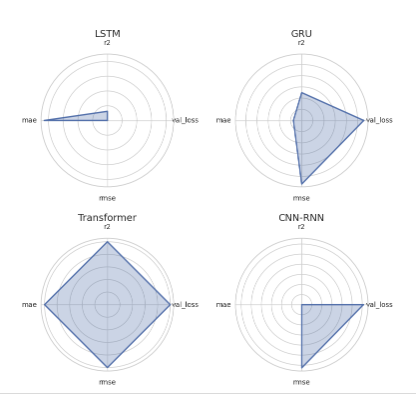 LSTM
r2
mae
val_loss
rmse
GRU
r2
mae
val_loss
rmse
Transformer
r2
mae
val_loss
rmse
CNN-RNN
r2
mae
val_loss
rmse